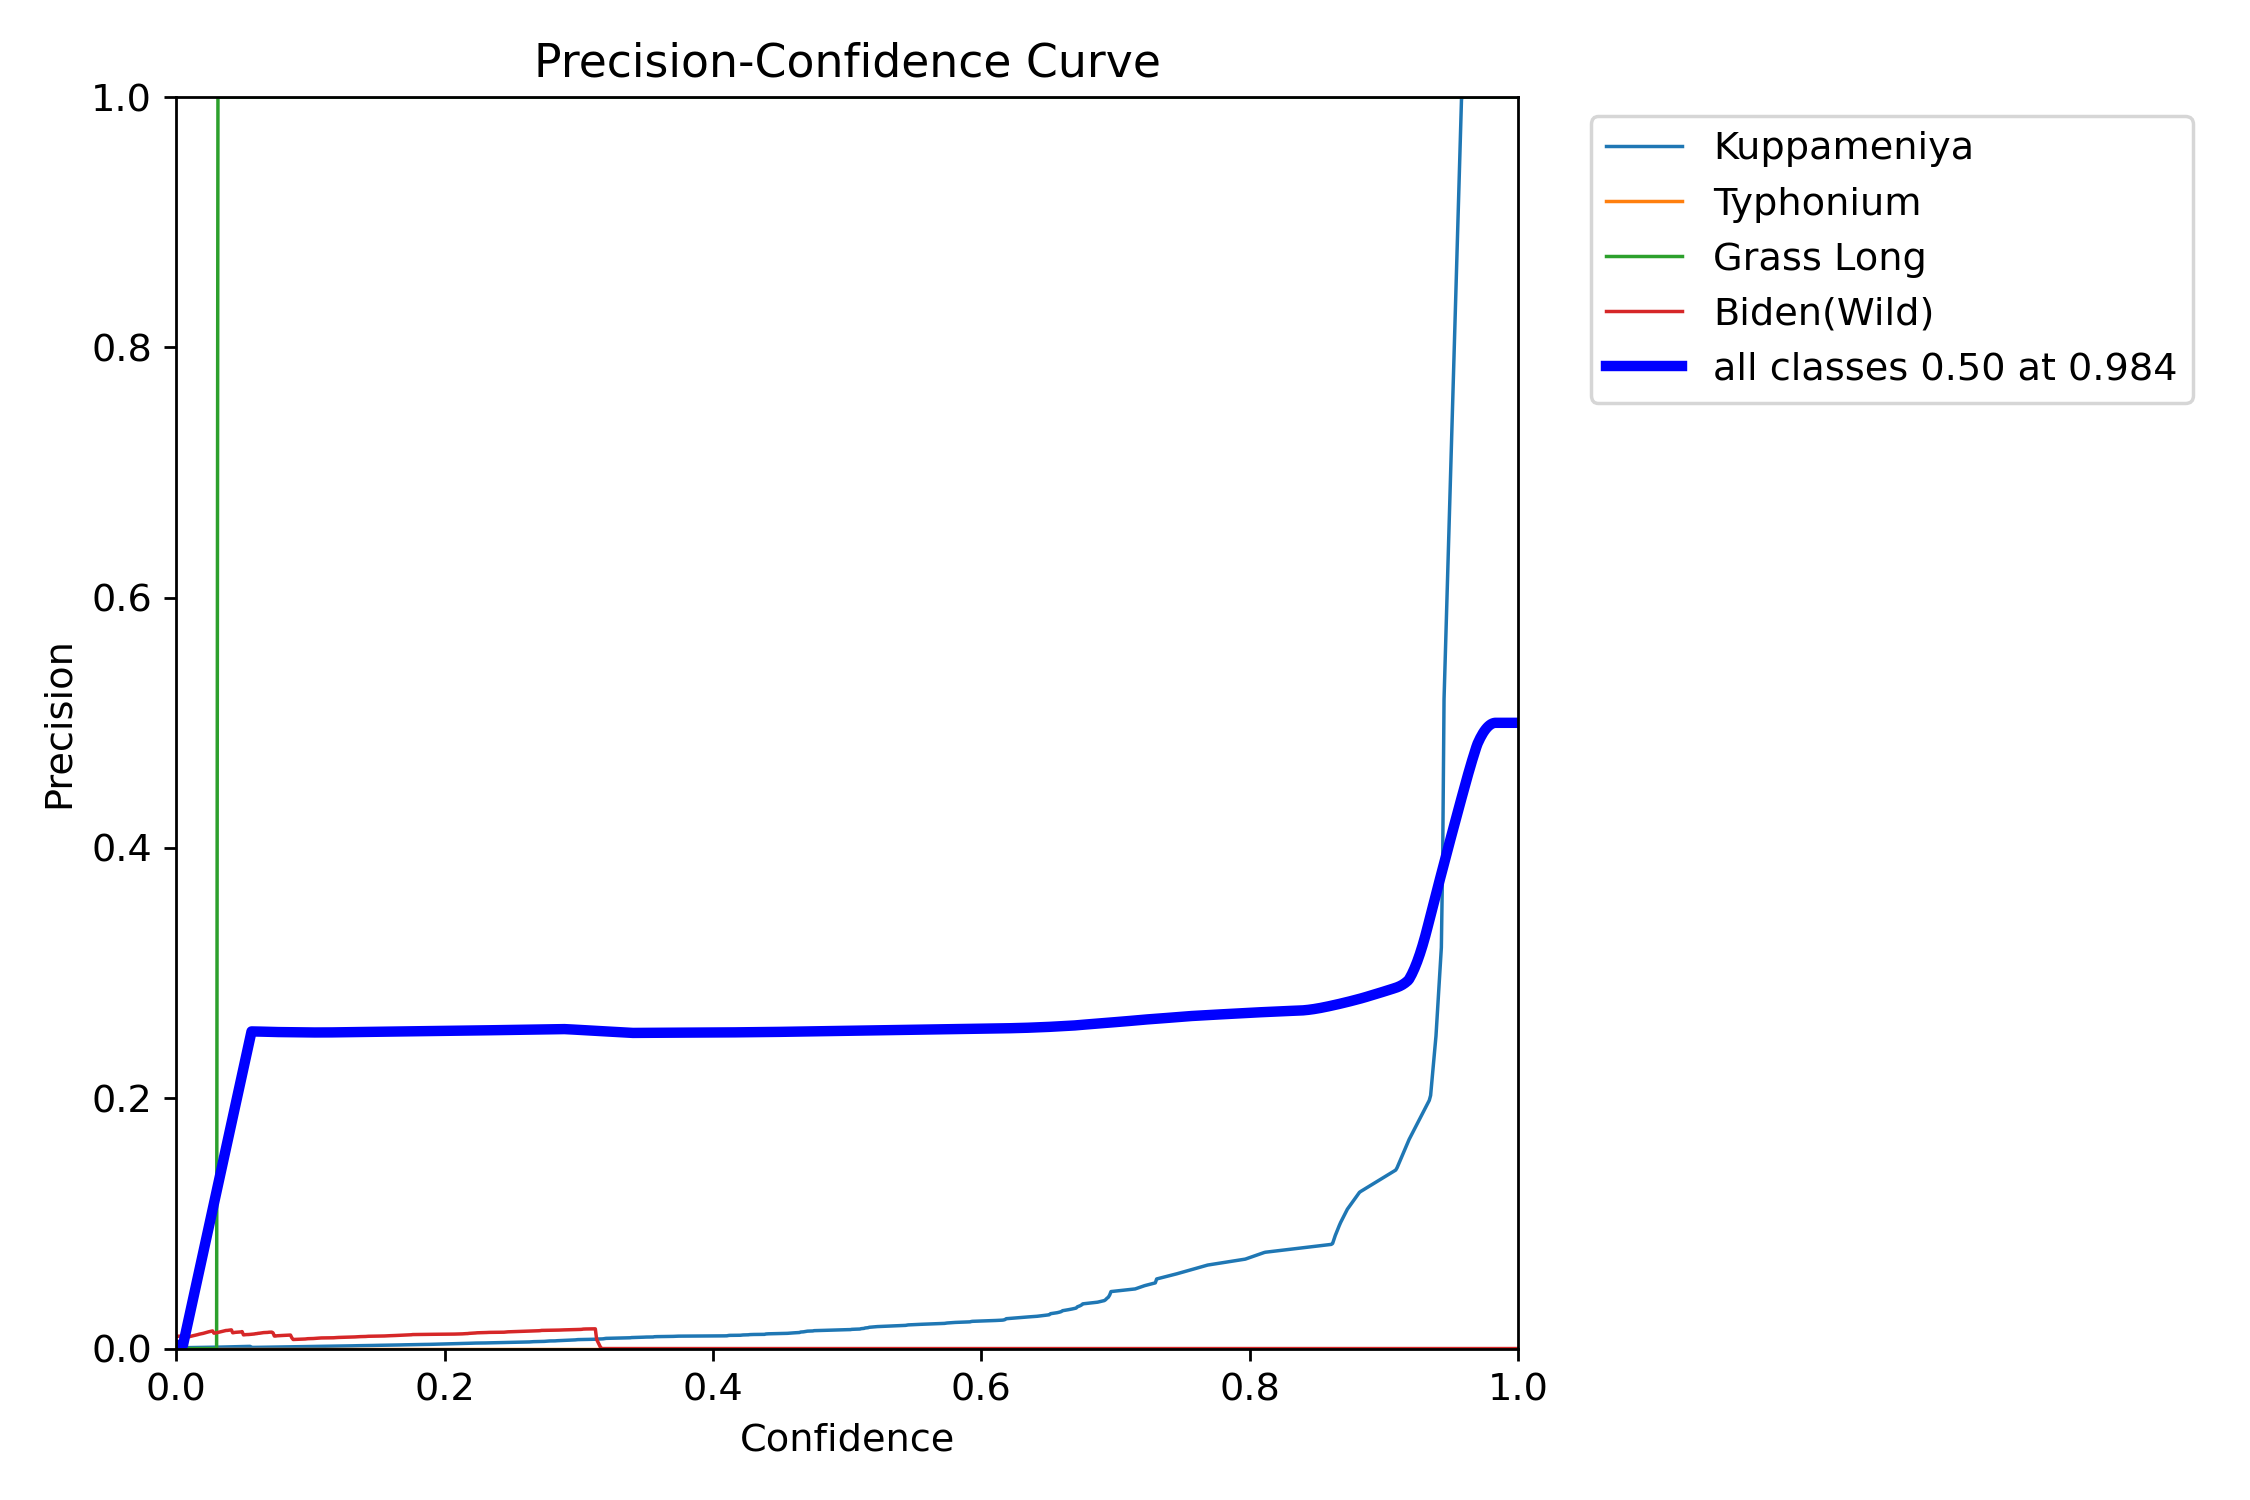 Precision-Confidence Curve
1.0
0.8
0.6
0.4
0.2
0.0
Precision
0.0 0.2 0.4 0.6 0.8 1.0
Confidence
Kuppameniya
Typhonium
Grass Long
Biden(Wild)
all classes 0.50 at 0.984